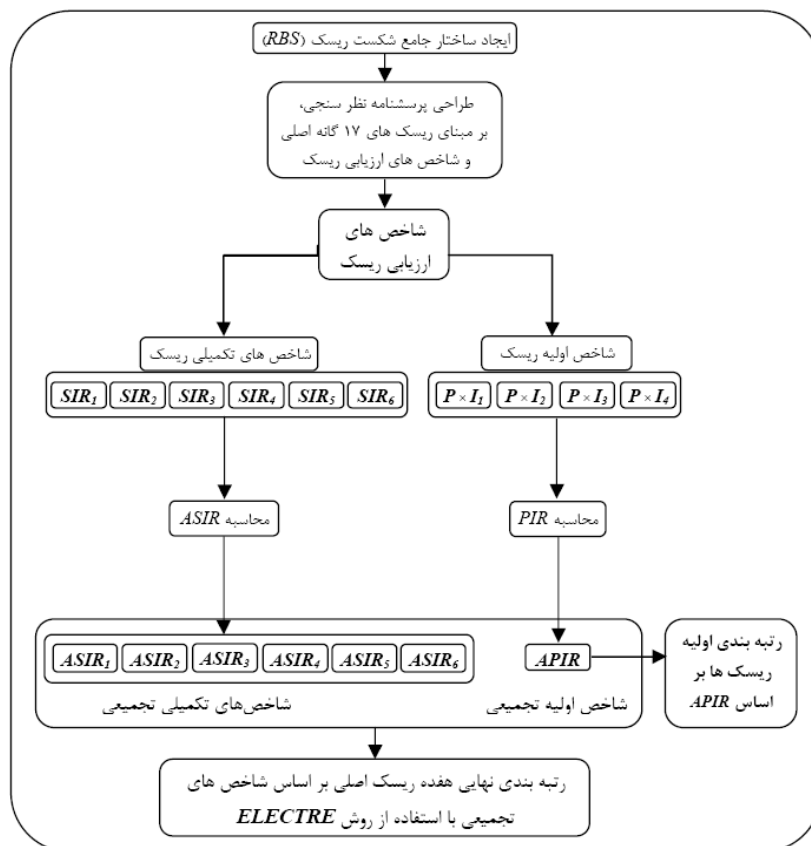 ایجاد ساختار جامع شکست ریسک (RBS)
طراحی پرسشنامه نظر سنجی،
بر مبنای ریسک های ۱۷ گانه اصلی
و شاخص های ارزیابی ریسک
شاخص های
ارزیابی ریسک
شاخص اولیه ریسک
شاخص های تکمیلی ریسک
P × I1 P × I2 P × I3 P × I4
SIR1 SIR2 SIR3 SIR4 SIR5 SIR6
محاسبه PIR
محاسبه ASIR
رتبه بندی اولیه
ریسک ها بر
اساس APIR
APIR
ASIR1 ASIR2 ASIR3 ASIR4 ASIR5 ASIR6
شاخص اولیه تجمیعی
شاخص‌های تکمیلی تجمیعی
رتبه بندی نهایی هفده ریسک اصلی بر اساس شاخص های
تجمیعی با استفاده از روش ELECTRE